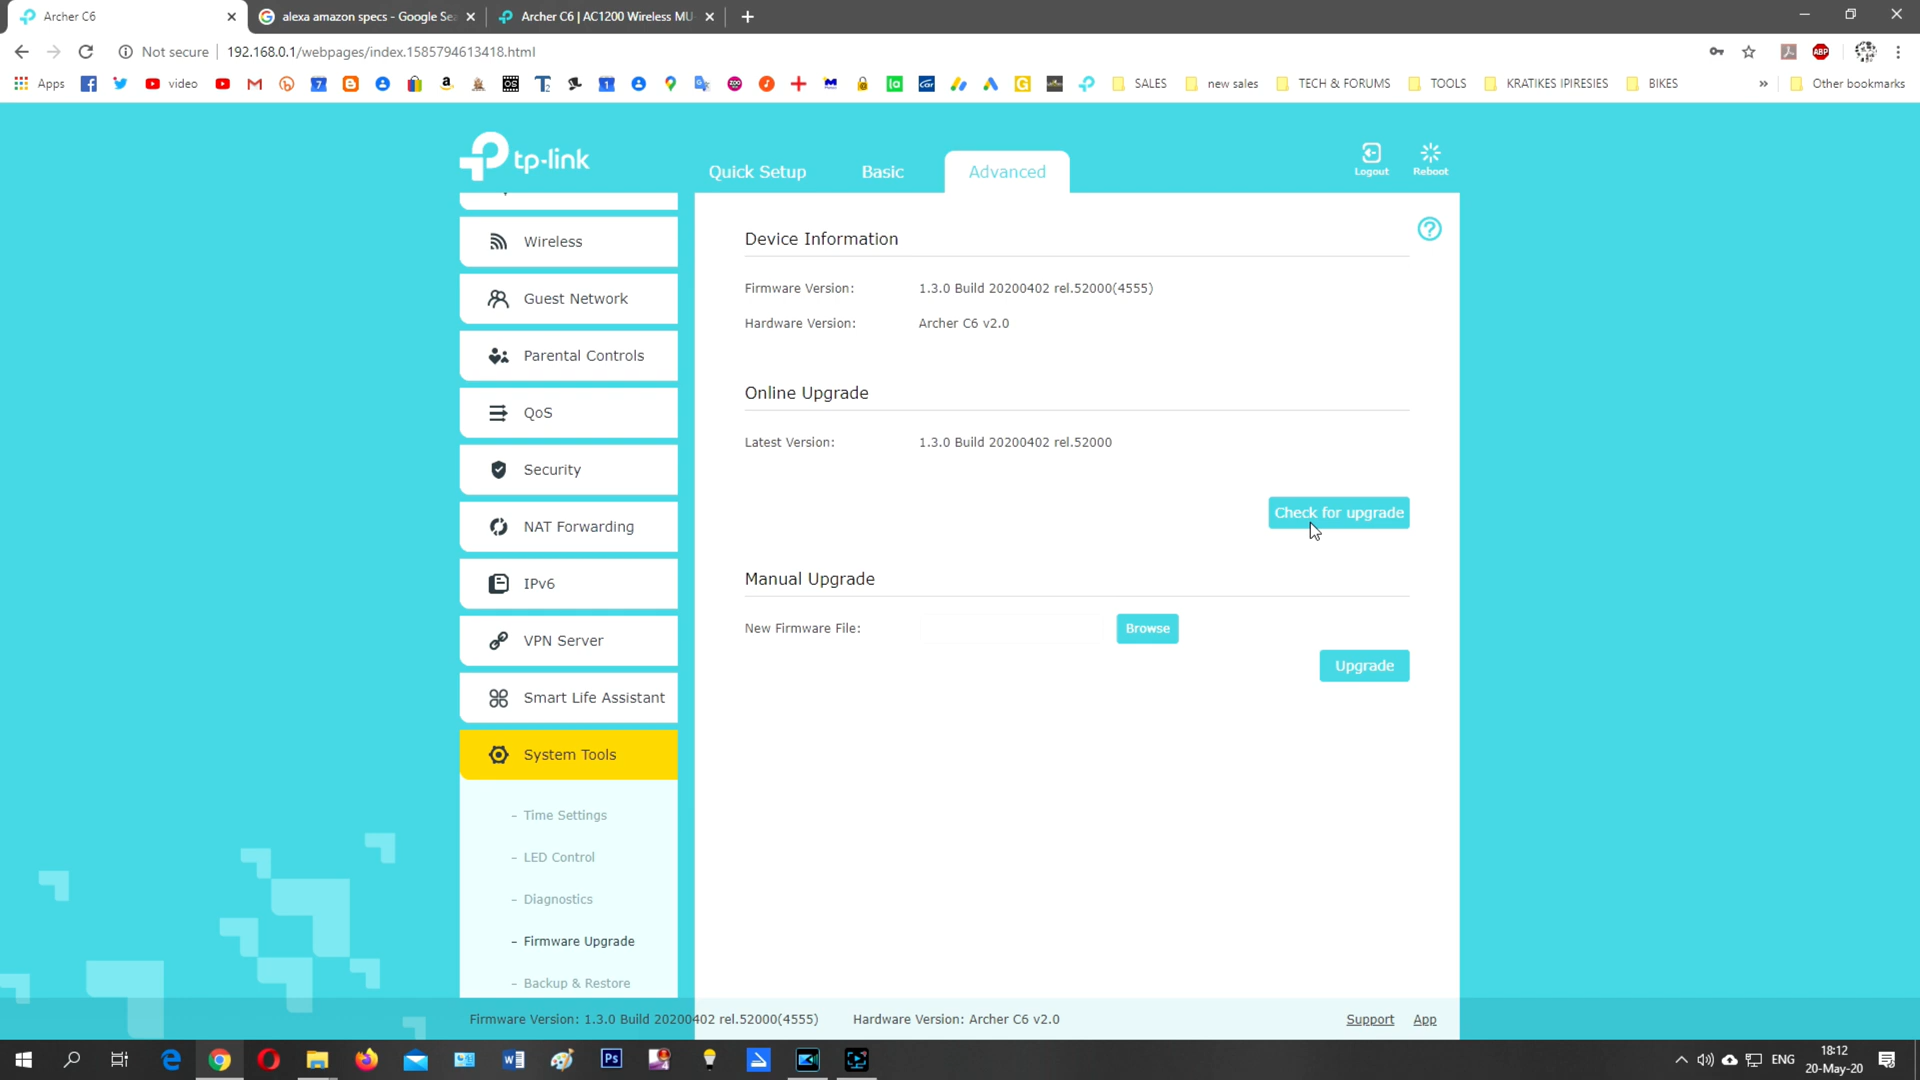 Archer C6
alexa amazon specs - Google Sea
Archer C6 | AC1200 Wireless MU-
Not secure
192.168.0.1/webpages/index.1585794613418.html
ABP
Apps
video
SALES
new sales
TECH & FORUMS
TOOLS
KRATIKES IPIRESIES
BIKES
»
Other bookmarks
tp-link
Quick Setup
Basic
Advanced
Logout
Reboot
Wireless
Guest Network
Parental Controls
QoS
Security
NAT Forwarding
IPv6
VPN Server
Smart Life Assistant
System Tools
- Time Settings
- LED Control
- Diagnostics
- Firmware Upgrade
- Backup & Restore
Device Information
Firmware Version: 1.3.0 Build 20200402 rel.52000(4555)
Hardware Version: Archer C6 v2.0
Online Upgrade
Latest Version: 1.3.0 Build 20200402 rel.52000
Check for upgrade
Manual Upgrade
New Firmware File:
Browse
Upgrade
Firmware Version: 1.3.0 Build 20200402 rel.52000(4555)
Hardware Version: Archer C6 v2.0
Support
App
Ps
ENG
18:12
20-May-20